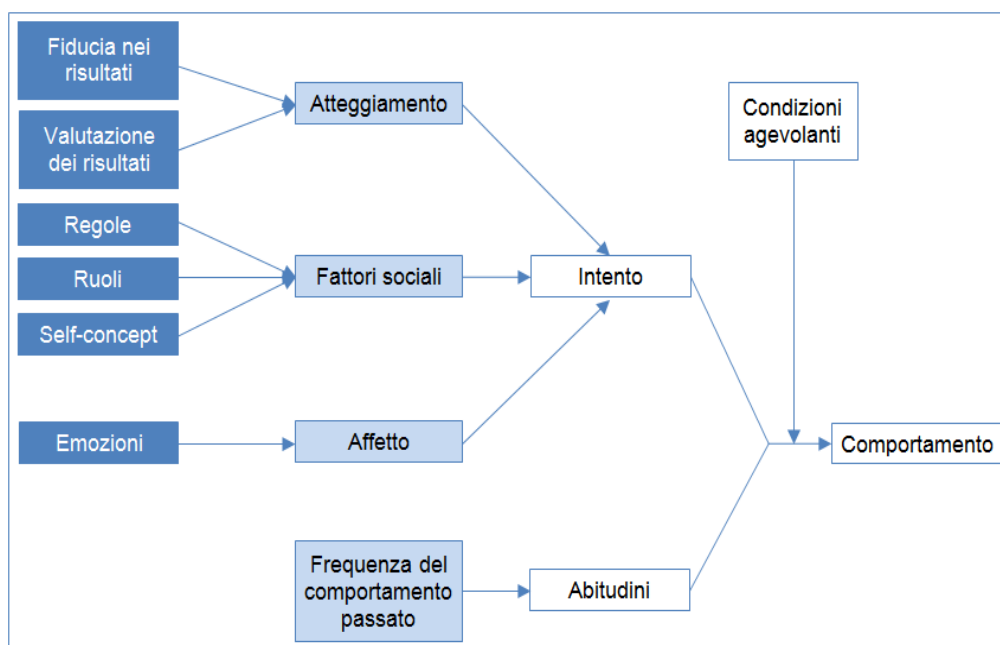 Fiducia nei
risultati
Valutazione
dei risultati
Atteggiamento
Condizioni
agevolanti
Regole
Ruoli
Self-concept
Fattori sociali
Intento
Emozioni
Affetto
Comportamento
Frequenza del
comportamento
passato
Abitudini